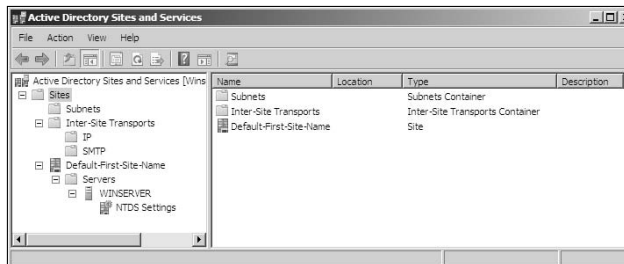 Active Directory Sites and Services
File Action View Help
Active Directory Sites and Services [Wins
Sites
Subnets
Inter-Site Transports
IP
SMTP
Default-First-Site-Name
Servers
WINSERVER
NTDS Settings
Name Location Type Description
Subnets Subnets Container
Inter-Site Transports Inter-Site Transports Container
Default-First-Site-Name Site